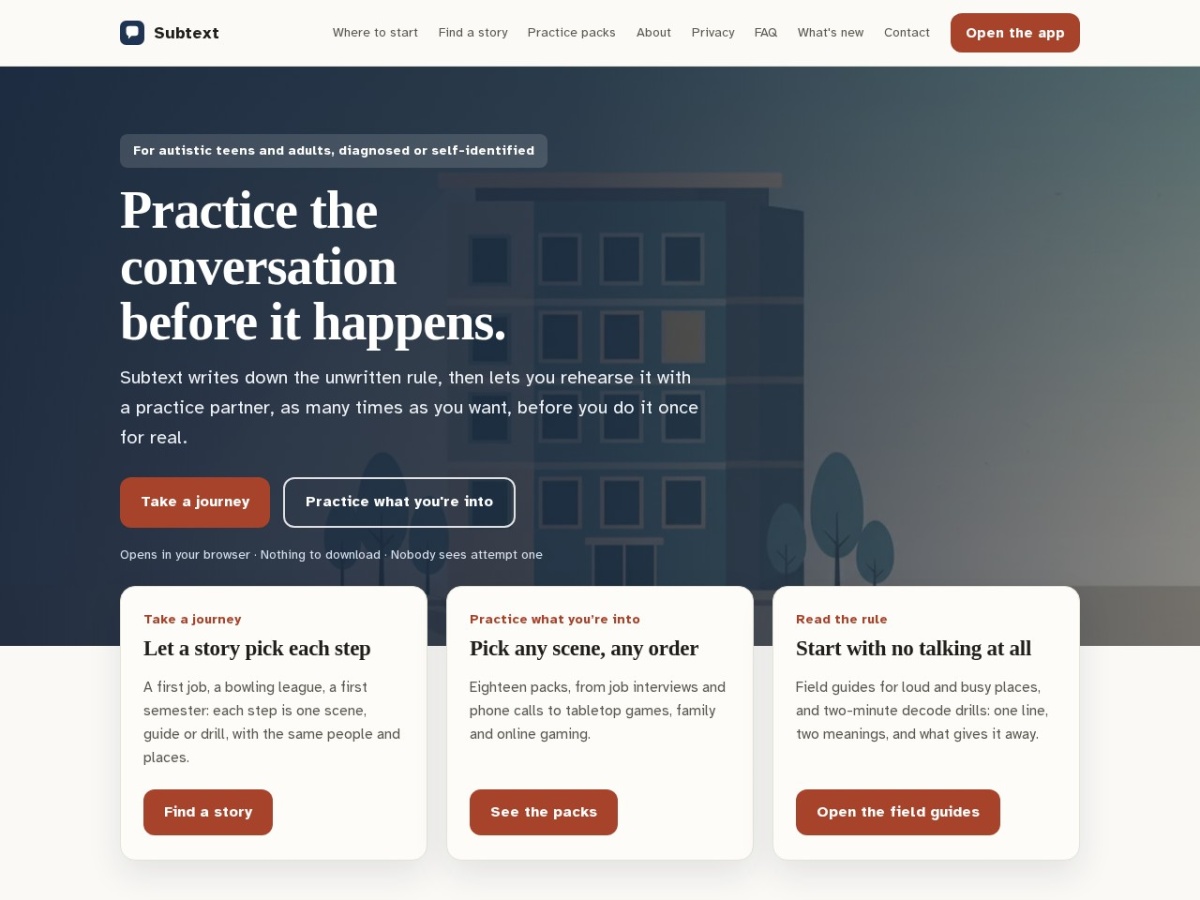 Subtext
Where to start
Find a story
Practice packs
About
Privacy
FAQ
What's new
Contact
Open the app
For autistic teens and adults, diagnosed or self-identified
Practice the
conversation
before it happens.
Subtext writes down the unwritten rule, then lets you rehearse it with
a practice partner, as many times as you want, before you do it once
for real.
Take a journey
Practice what you're into
Opens in your browser · Nothing to download · Nobody sees attempt one
Take a journey
Let a story pick each step
A first job, a bowling league, a first
semester: each step is one scene,
guide or drill, with the same people and
places.
Find a story
Practice what you're into
Pick any scene, any order
Eighteen packs, from job interviews and
phone calls to tabletop games, family
and online gaming.
See the packs
Read the rule
Start with no talking at all
Field guides for loud and busy places,
and two-minute decode drills: one line,
two meanings, and what gives it away.
Open the field guides